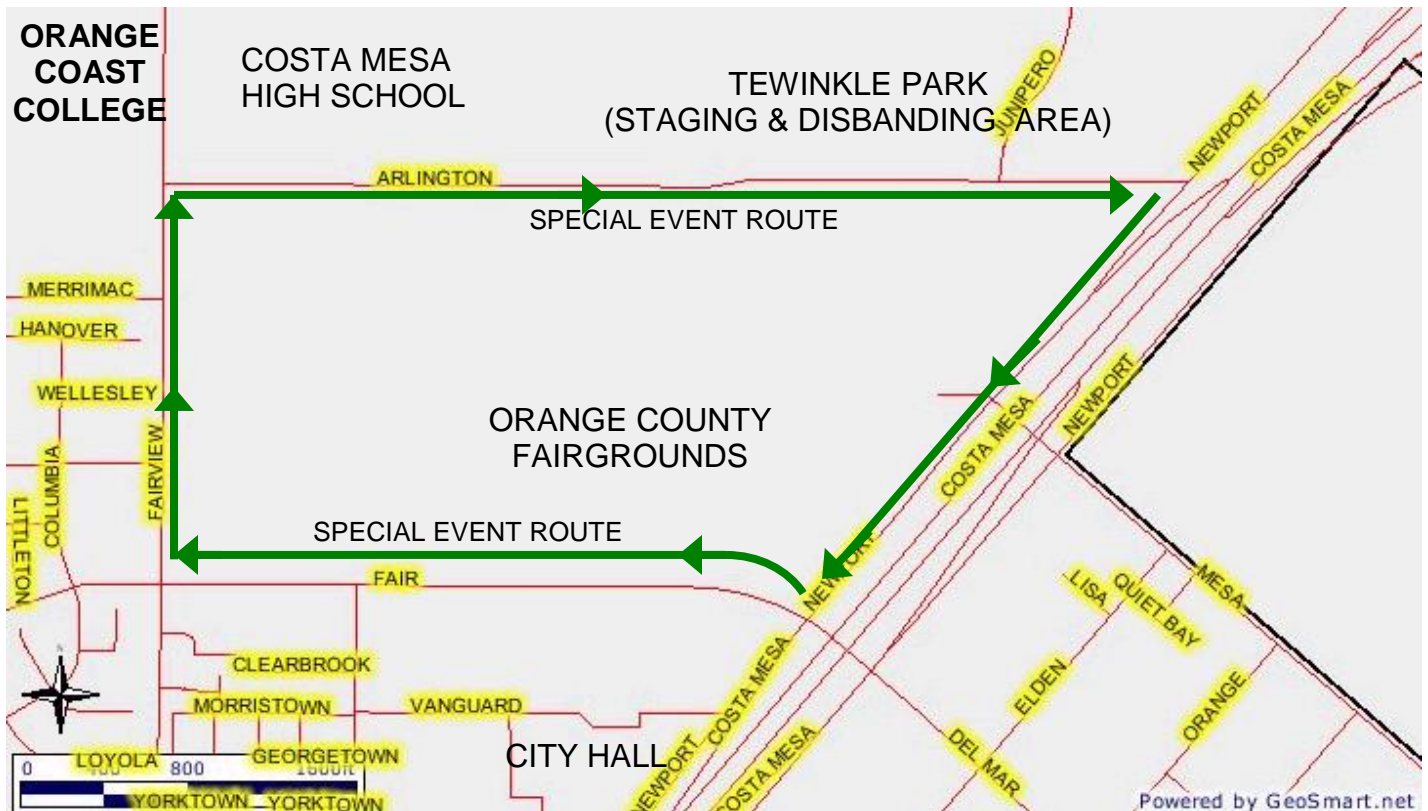 ORANGE
COAST
COLLEGE
COSTA MESA
HIGH SCHOOL
TEWINKLE PARK
(STAGING & DISBANDING AREA)
JUNIPERO
NEWPORT
COSTA MESA
ARLINGTON
SPECIAL EVENT ROUTE
MERRIMAC
HANOVER
WELLESLEY
FAIRVIEW
COLUMBIA
LITTLETON
ORANGE COUNTY
FAIRGROUNDS
COSTA MESA
NEWPORT
SPECIAL EVENT ROUTE
FAIR
NEWPORT
MESA
LISA
QUIET BAY
ELDEN
ORANGE
DEL MAR
CLEARBROOK
MORRISTOWN
VANGUARD
COSTA MESA
NEWPORT
COSTA MESA
CITY HALL
LOYOLA
GEORGETOWN
0 400 800 1600ft
YORKTOWN YORKTOWN
Powered by GeoSmart.net